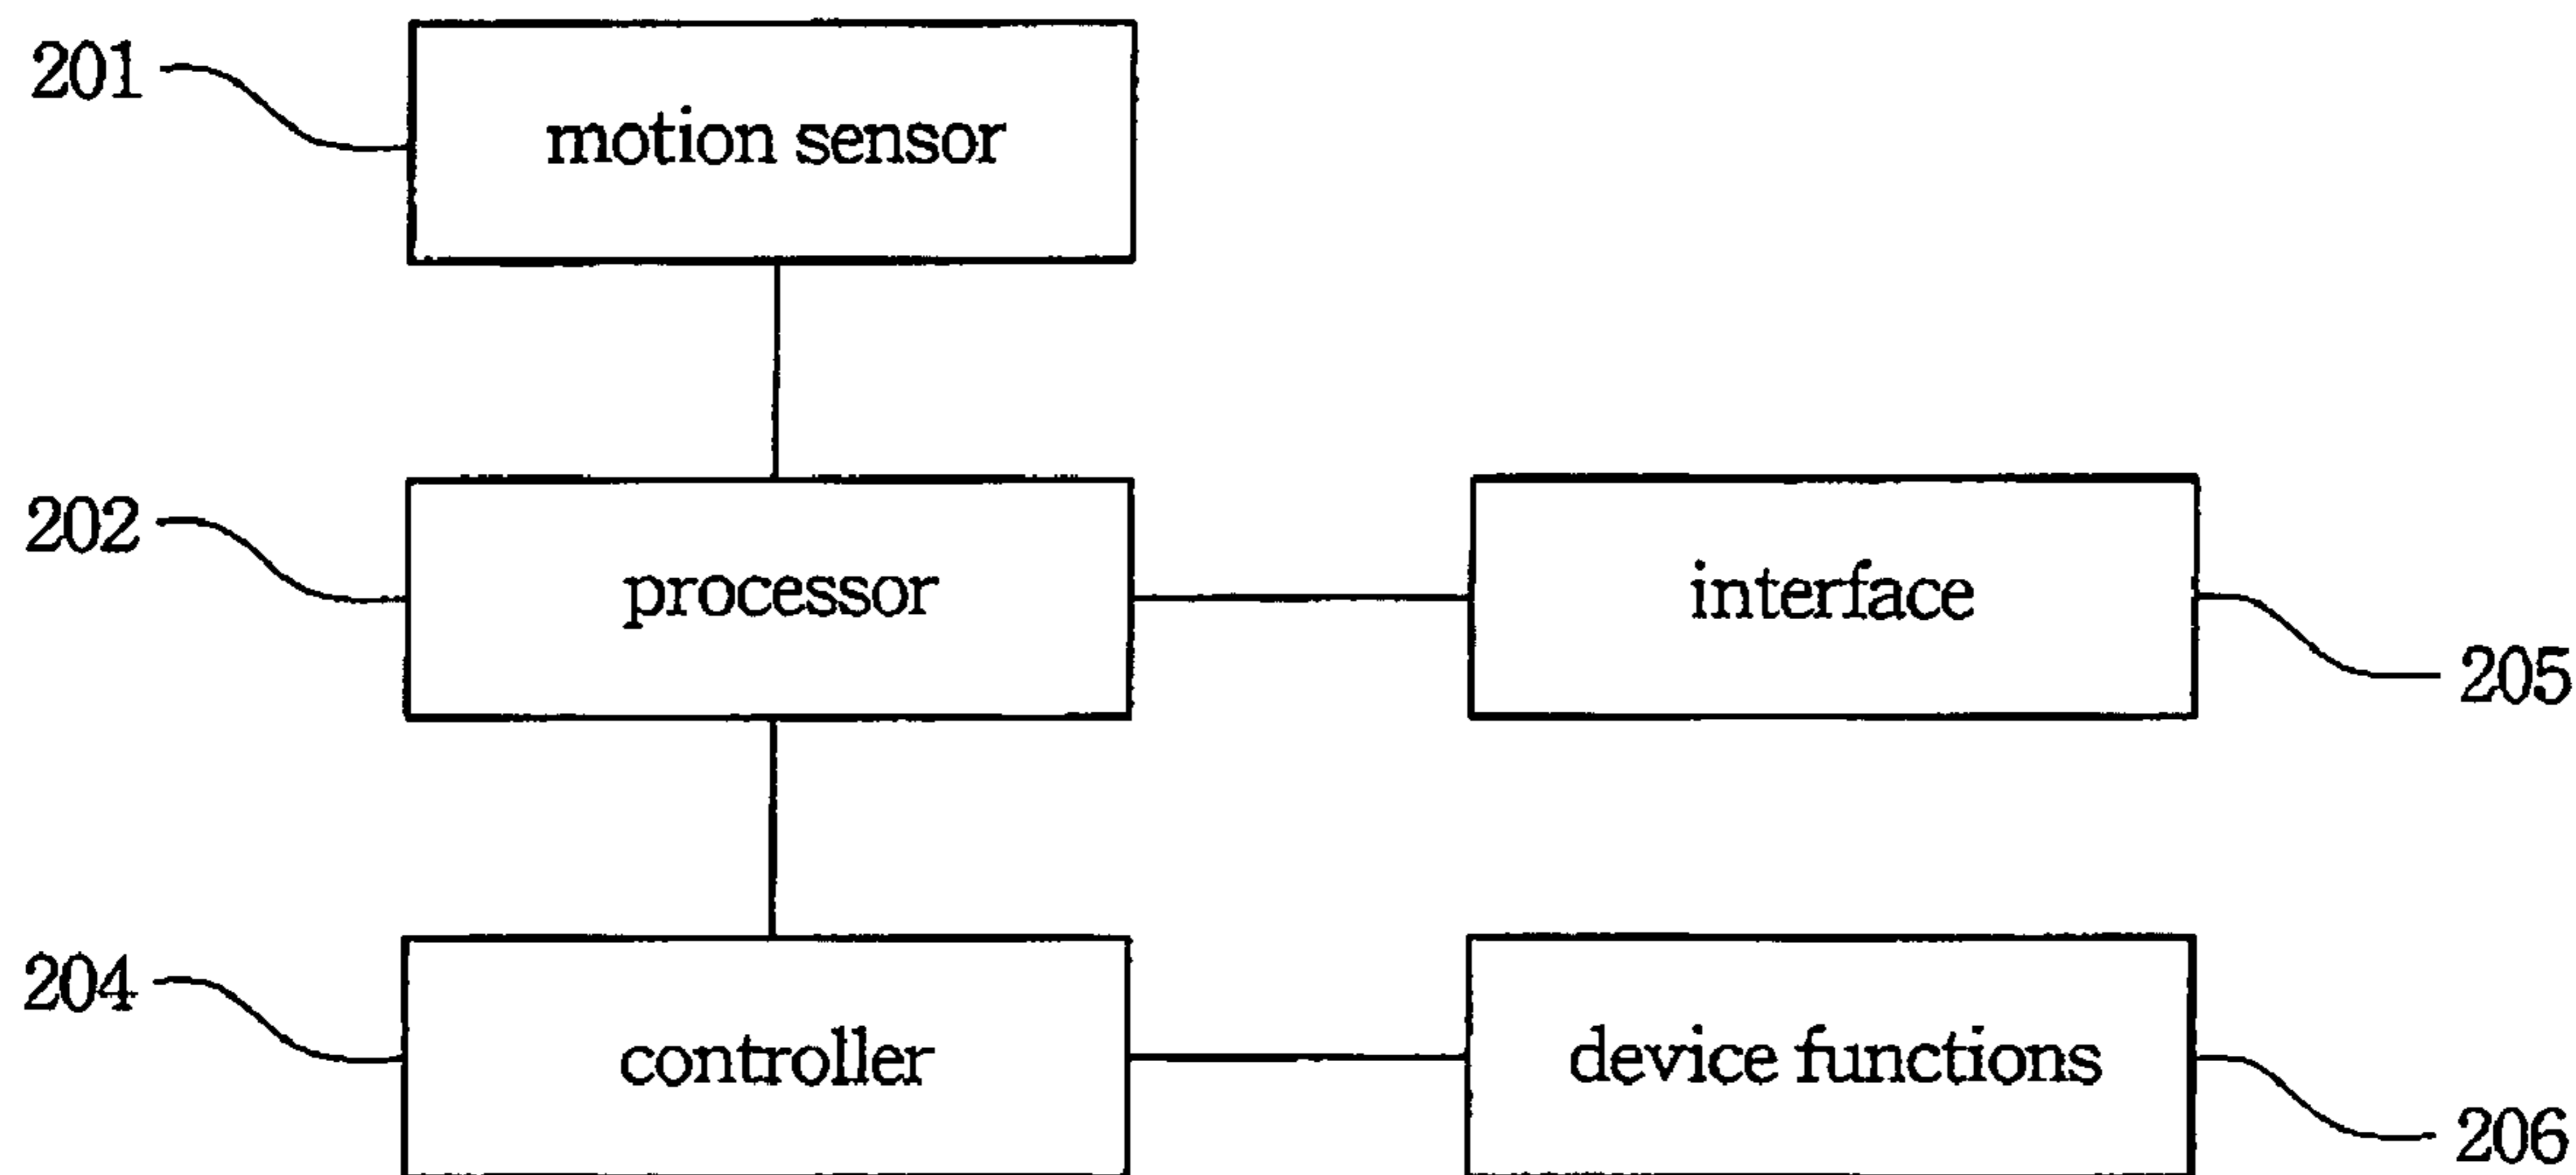 201
motion sensor
202
processor
interface
205
204
controller
device functions
206